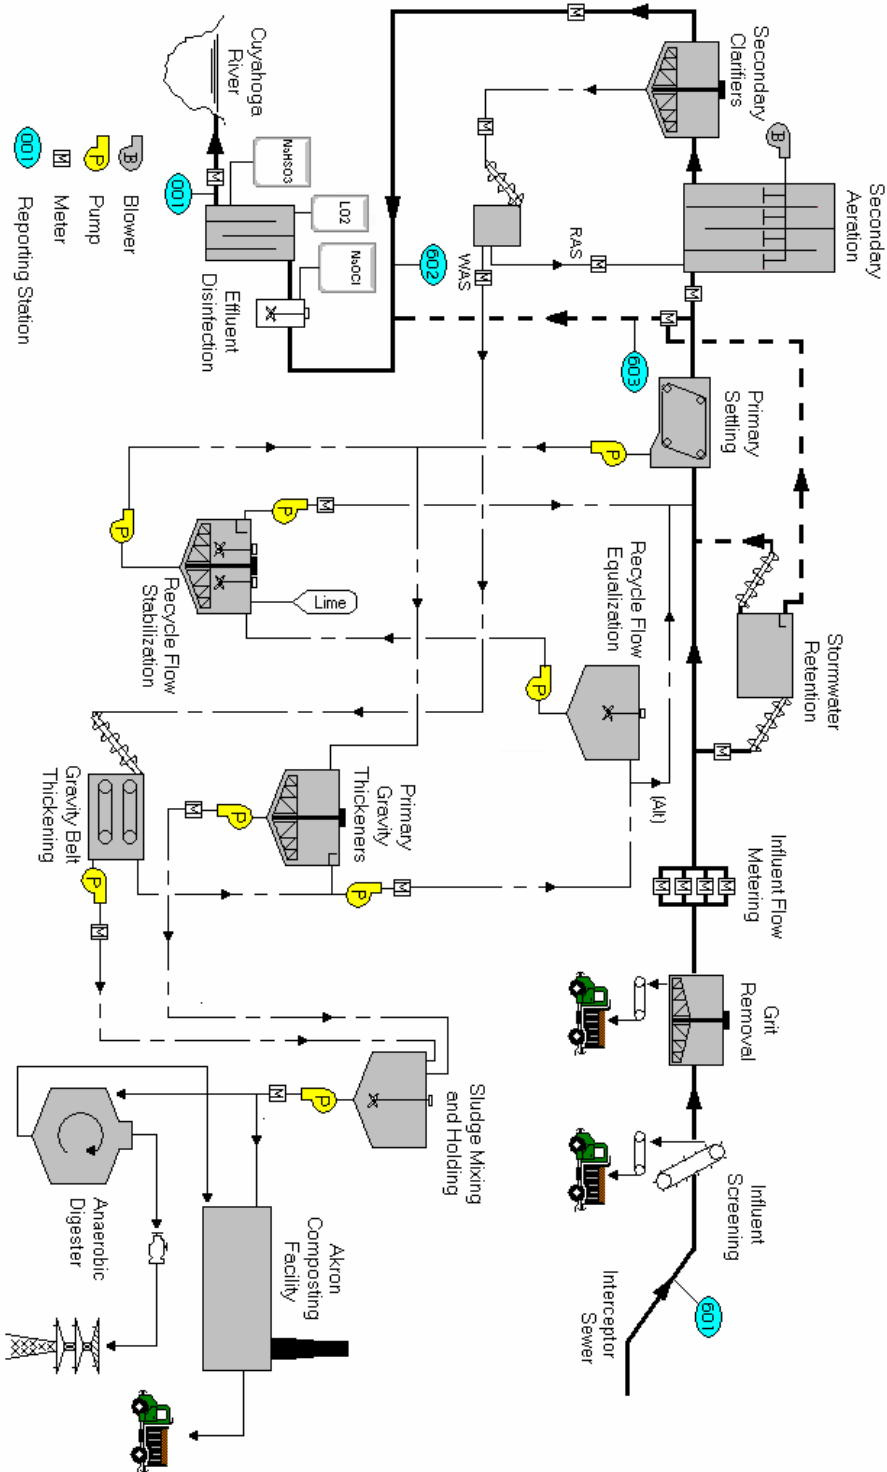 Secondary
Aeration
Secondary
Clarifiers
B
M
M
M
M
M
RAS
WAS
M
M
Primary
Settling
603
P
Stormwater
Retention
M
Influent Flow
Metering
M
M
M
M
Grit
Removal
Influent
Screening
601
Interceptor
Sewer
602
Recycle Flow
Equalization
P
(Alt)
NaOCl
LO2
NaHSO3
Effluent
Disinfection
001
M
Cuyahoga
River
P
M
P
Lime
Recycle Flow
Stabilization
Primary
Gravity
Thickeners
P
M
P
M
Gravity Belt
Thickening
P
M
Sludge Mixing
and Holding
P
M
Akron
Composting
Facility
Anaerobic
Digester
B
Blower
P
Pump
M
Meter
001
Reporting Station